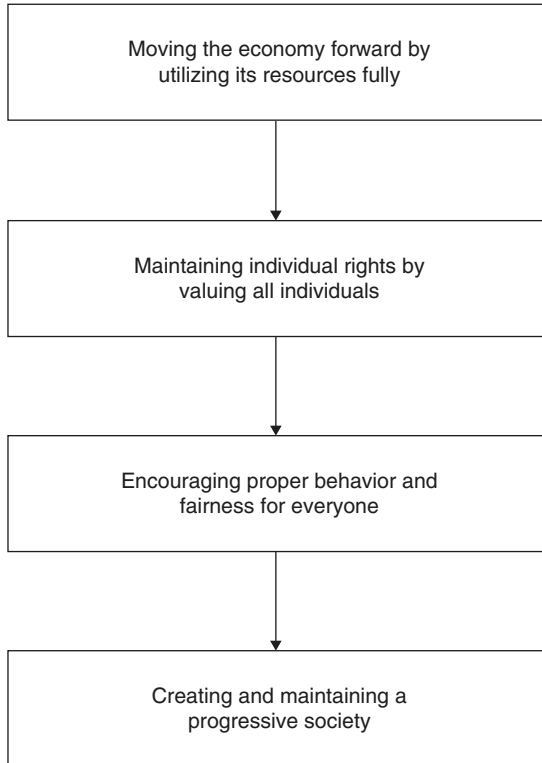 Moving the economy forward by
utilizing its resources fully
Maintaining individual rights by
valuing all individuals
Encouraging proper behavior and
fairness for everyone
Creating and maintaining a
progressive society